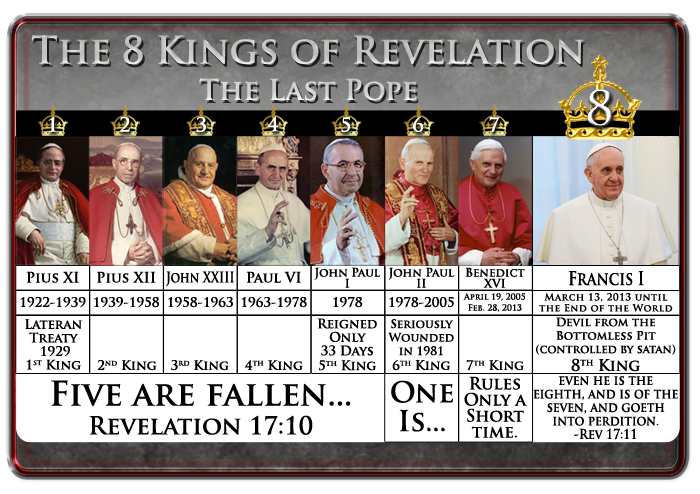 The 8 Kings of Revelation
The Last Pope
1 2 3 4 5 6 7 8
Pius XI
1922-1939
Lateran
Treaty
1929
1st King
Pius XII
1939-1958
2nd King
John XXIII
1958-1963
3rd King
Paul VI
1963-1978
4th King
John Paul
I
1978
Reigned
Only
33 Days
5th King
John Paul
II
1978-2005
Seriously
Wounded
in 1981
6th King
Benedict
XVI
April 19, 2005
Feb. 28, 2013
7th King
Francis I
March 13, 2013 until
the End of the World
Devil from the
Bottomless Pit
(controlled by satan)
8th King
Five are fallen...
Revelation 17:10
One
Is...
Rules
Only a
Short
time.
even he is the
eighth, and is of the
seven, and goeth
into perdition.
-Rev 17:11